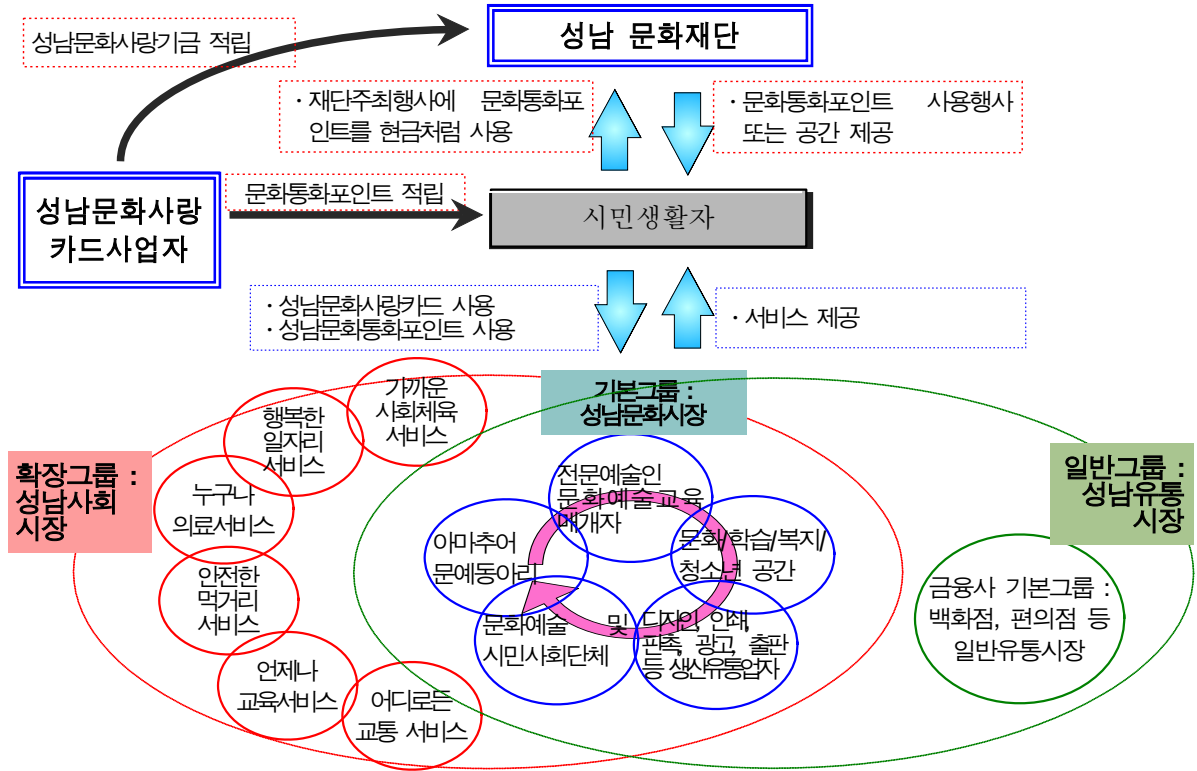 성남문화사랑기금 적립
성남 문화재단
· 재단주최행사에 문화통화포
인트를 현금처럼 사용
· 문화통화포인트 사용행사
또는 공간 제공
성남문화사랑
카드사업자
문화통화포인트 적립
시민생활자
· 성남문화사랑카드 사용
· 성남문화통화포인트 사용
· 서비스 제공
기본그룹 :
성남문화시장
확장그룹 :
성남사회
시장
일반그룹 :
성남유통
시장
가까운
사회체육
서비스
행복한
일자리
서비스
누구나
의료서비스
안전한
먹거리
서비스
언제나
교육서비스
어디로든
교통 서비스
전문예술인
문화예술교육
매개자
아마추어
문예동아리
문화/학습/복지/
청소년 공간
문화예술 및
시민사회단체
디자인, 인쇄,
판촉, 광고, 출판
등 생산유통업자
금융사 기본그룹 :
백화점, 편의점 등
일반유통시장